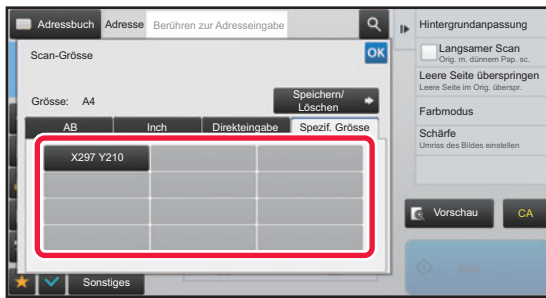 Adressbuch Adresse Berühren zur Adresseingabe
Scan-Grösse
OK
Grösse: A4
Speichern/
Löschen
AB Inch Direkteingabe Spezif. Grösse
X297 Y210
Sonstiges
Hintergrundanpassung
Langsamer Scan
Orig. m. dünnem Pap. sc.
Leere Seite überspringen
Leere Seite im Orig. überspr.
Farbmodus
Schärfe
Umriss des Bildes einstellen
Vorschau CA
Start